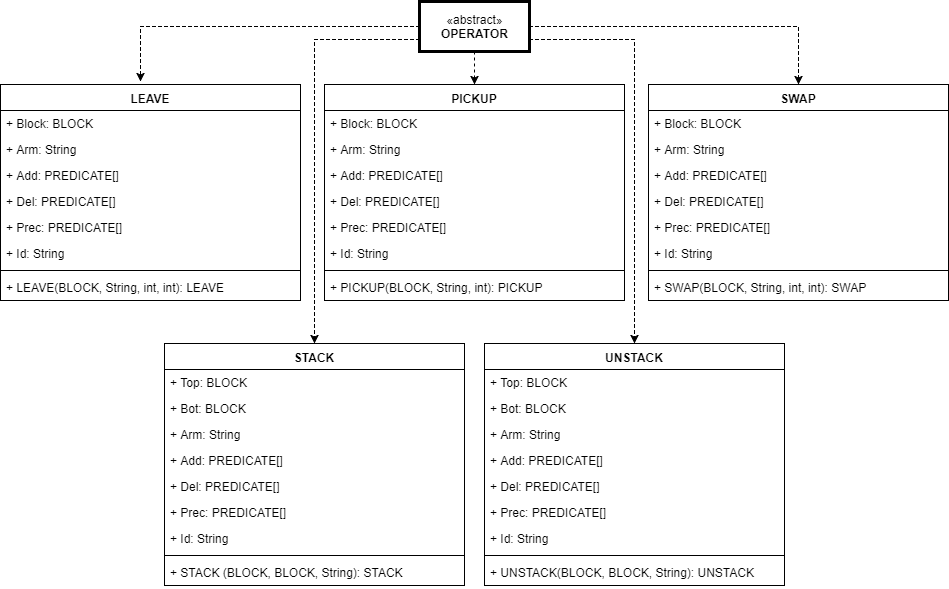 «abstract»
OPERATOR
LEAVE
+ Block: BLOCK
+ Arm: String
+ Add: PREDICATE[]
+ Del: PREDICATE[]
+ Prec: PREDICATE[]
+ Id: String
+ LEAVE(BLOCK, String, int, int): LEAVE
PICKUP
+ Block: BLOCK
+ Arm: String
+ Add: PREDICATE[]
+ Del: PREDICATE[]
+ Prec: PREDICATE[]
+ Id: String
+ PICKUP(BLOCK, String, int): PICKUP
SWAP
+ Block: BLOCK
+ Arm: String
+ Add: PREDICATE[]
+ Del: PREDICATE[]
+ Prec: PREDICATE[]
+ Id: String
+ SWAP(BLOCK, String, int, int): SWAP
STACK
+ Top: BLOCK
+ Bot: BLOCK
+ Arm: String
+ Add: PREDICATE[]
+ Del: PREDICATE[]
+ Prec: PREDICATE[]
+ Id: String
+ STACK (BLOCK, BLOCK, String): STACK
UNSTACK
+ Top: BLOCK
+ Bot: BLOCK
+ Arm: String
+ Add: PREDICATE[]
+ Del: PREDICATE[]
+ Prec: PREDICATE[]
+ Id: String
+ UNSTACK(BLOCK, BLOCK, String): UNSTACK